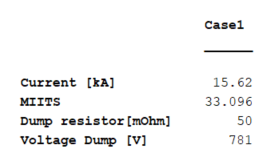 Case1
Current [kA] 15.62
MIITS 33.096
Dump resistor[mOhm] 50
Voltage Dump [V] 781